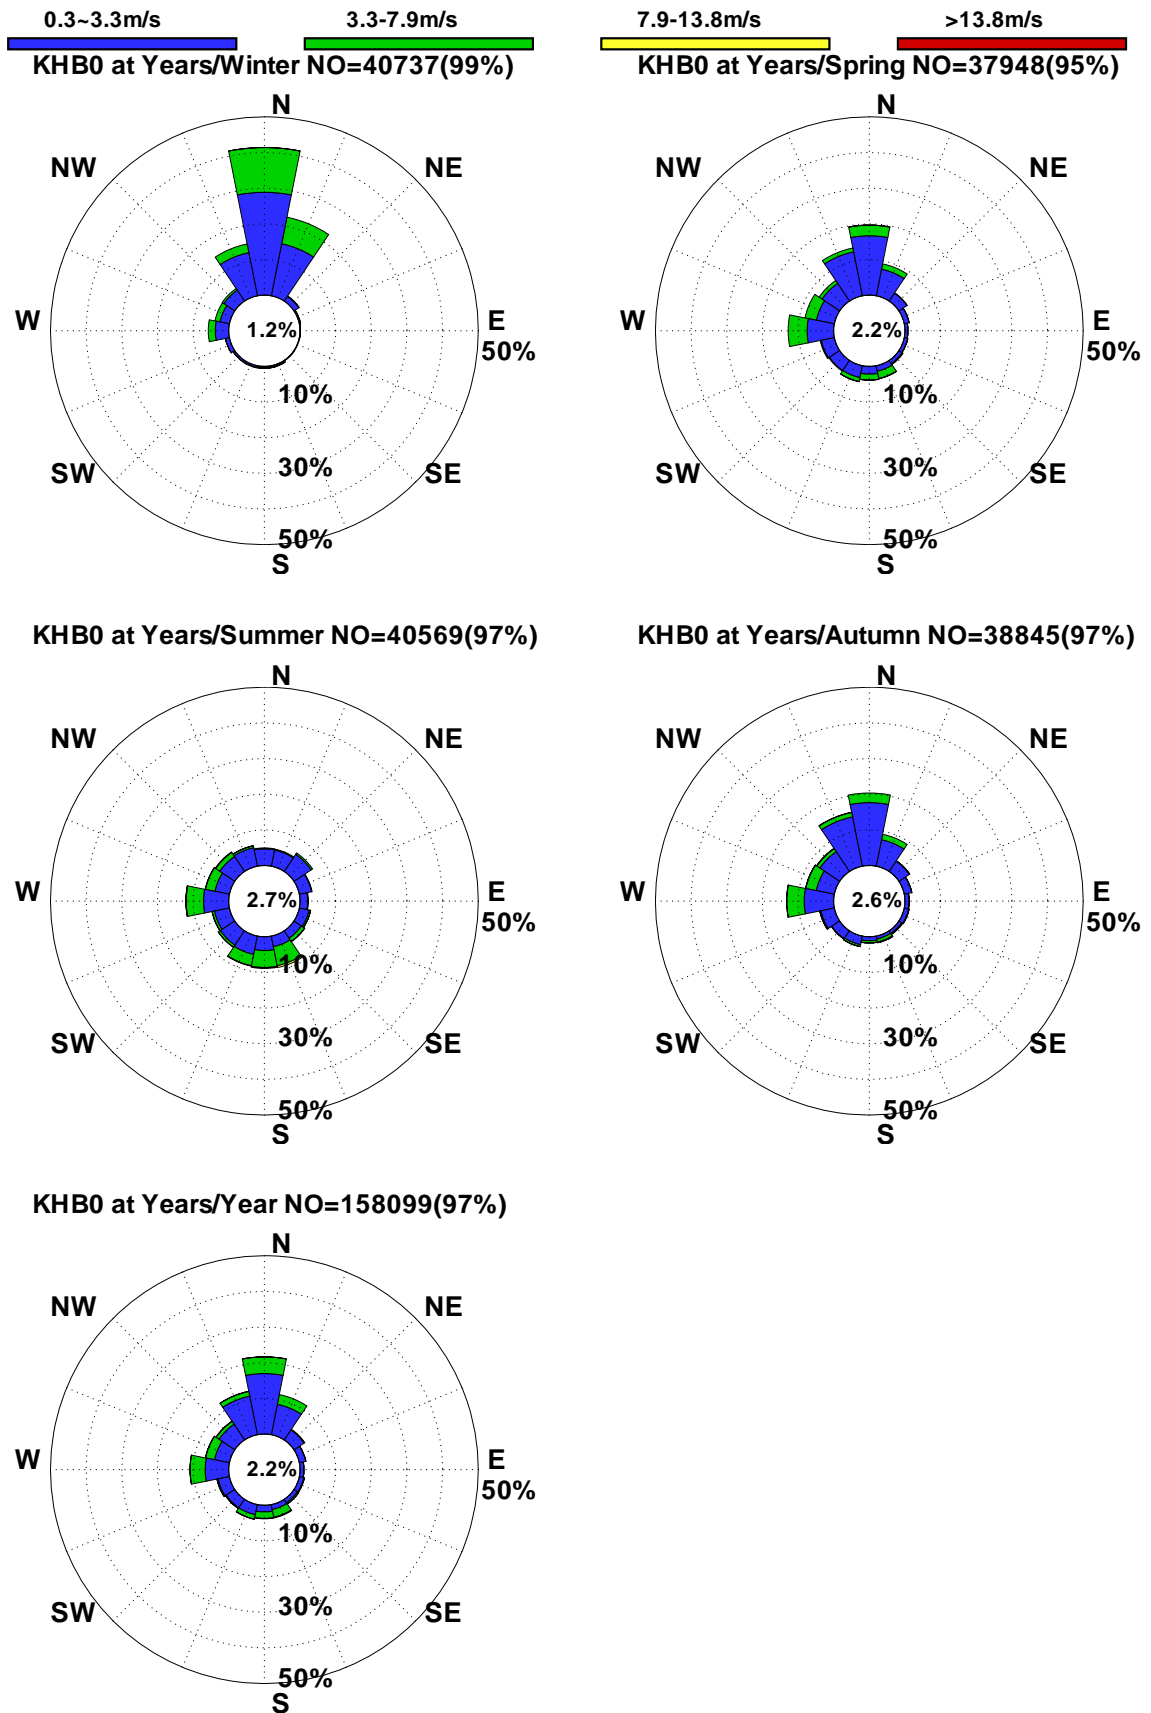 0.3~3.3m/s 3.3-7.9m/s 7.9-13.8m/s >13.8m/s
KHB0 at Years/Winter NO=40737(99%)
N
NW NE
W 1.2% E
50%
10%
30%
SW SE
50%
S
KHB0 at Years/Spring NO=37948(95%)
N
NW NE
W 2.2% E
50%
10%
30%
SW SE
50%
S
KHB0 at Years/Summer NO=40569(97%)
N
NW NE
W 2.7% E
50%
10%
30%
SW SE
50%
S
KHB0 at Years/Autumn NO=38845(97%)
N
NW NE
W 2.6% E
50%
10%
30%
SW SE
50%
S
KHB0 at Years/Year NO=158099(97%)
N
NW NE
W 2.2% E
50%
10%
30%
SW SE
50%
S